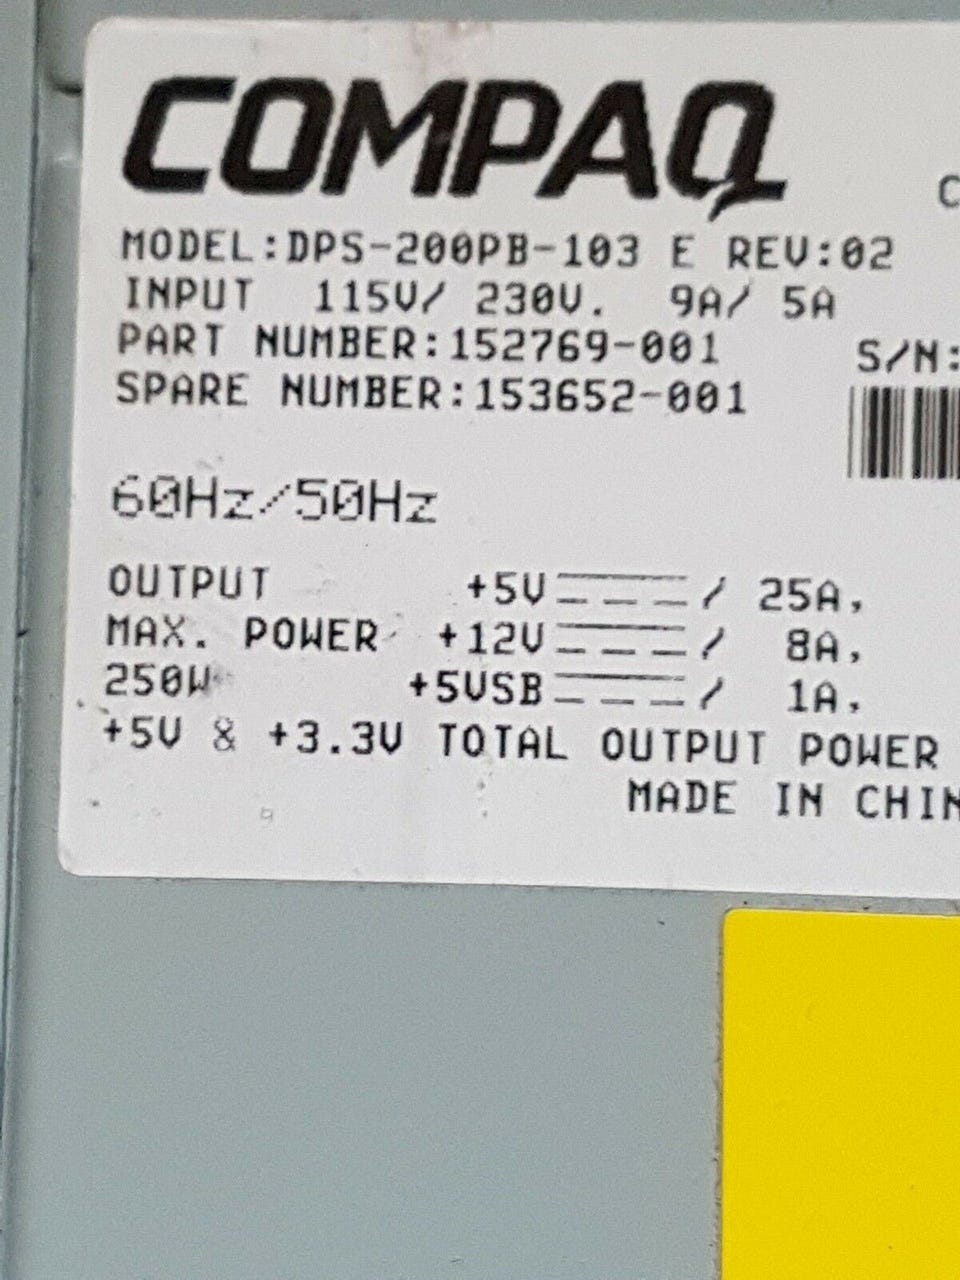 COMPAQ
C
MODEL:DPS-200PB-103 E REV:02
INPUT 115V/ 230V. 9A/ 5A
PART NUMBER:152769-001 S/N:
SPARE NUMBER:153652-001
60Hz/50Hz
OUTPUT +5V / 25A,
MAX. POWER +12V / 8A,
250W +5VSB / 1A,
+5V & +3.3V TOTAL OUTPUT POWER
MADE IN CHIN